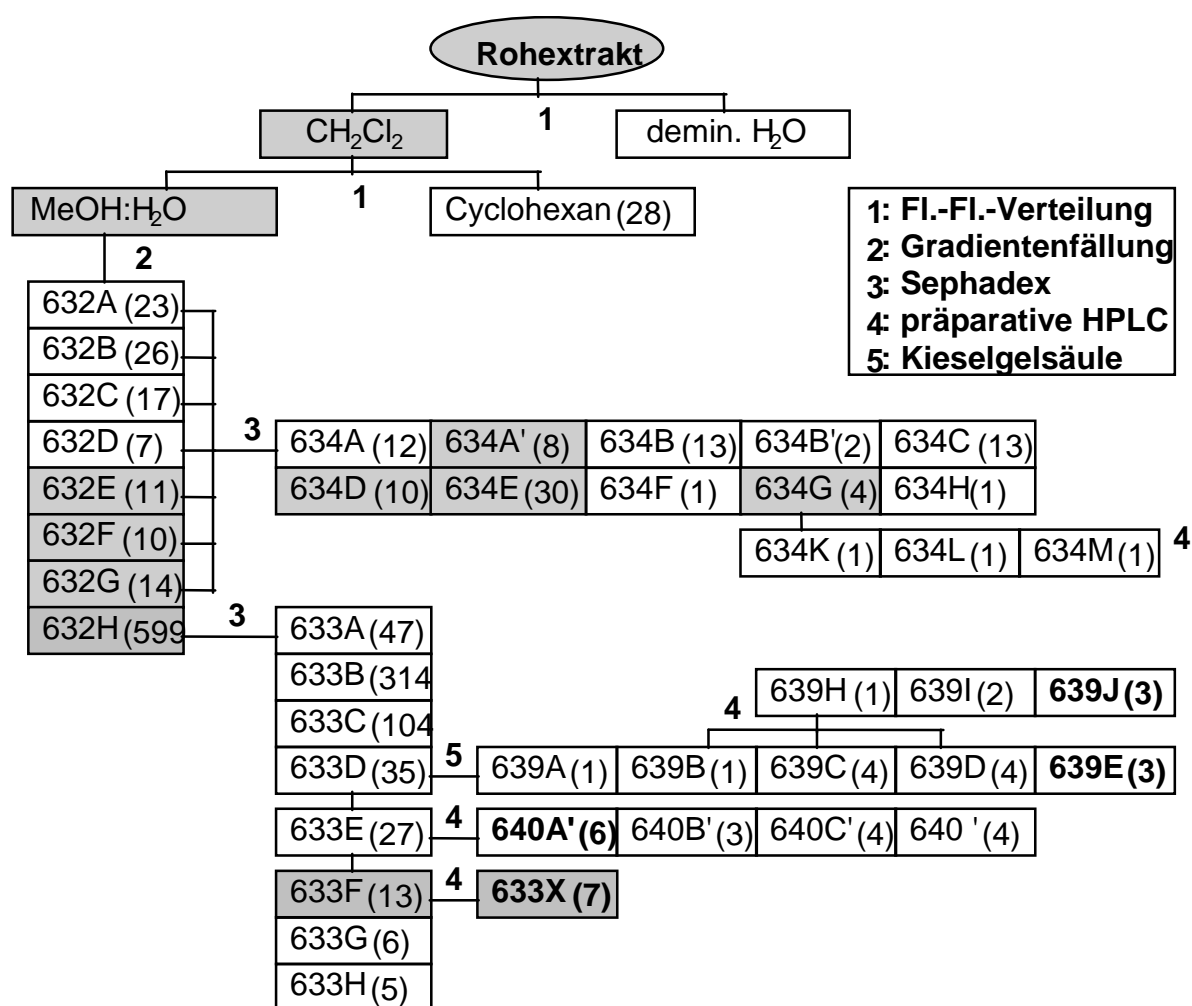 Rohextrakt
1
CH2Cl2
demin. H2O
1
MeOH:H2O
Cyclohexan (28)
1: Fl.-Fl.-Verteilung
2: Gradientenfällung
3: Sephadex
4: präparative HPLC
5: Kieselgelsäule
2
632A (23)
632B (26)
632C (17)
632D (7)
632E (11)
632F (10)
632G (14)
632H (599
3
634A (12) 634A' (8) 634B (13) 634B' (2) 634C (13)
634D (10) 634E (30) 634F (1) 634G (4) 634H (1)
634K (1) 634L (1) 634M (1) 4
3
633A (47)
633B (314
633C (104
633D (35)
633E (27)
633F (13)
633G (6)
633H (5)
639H (1) 639I (2) 639J (3)
4
5
639A (1) 639B (1) 639C (4) 639D (4) 639E (3)
4
640A' (6) 640B' (3) 640C' (4) 640 ' (4)
4
633X (7)